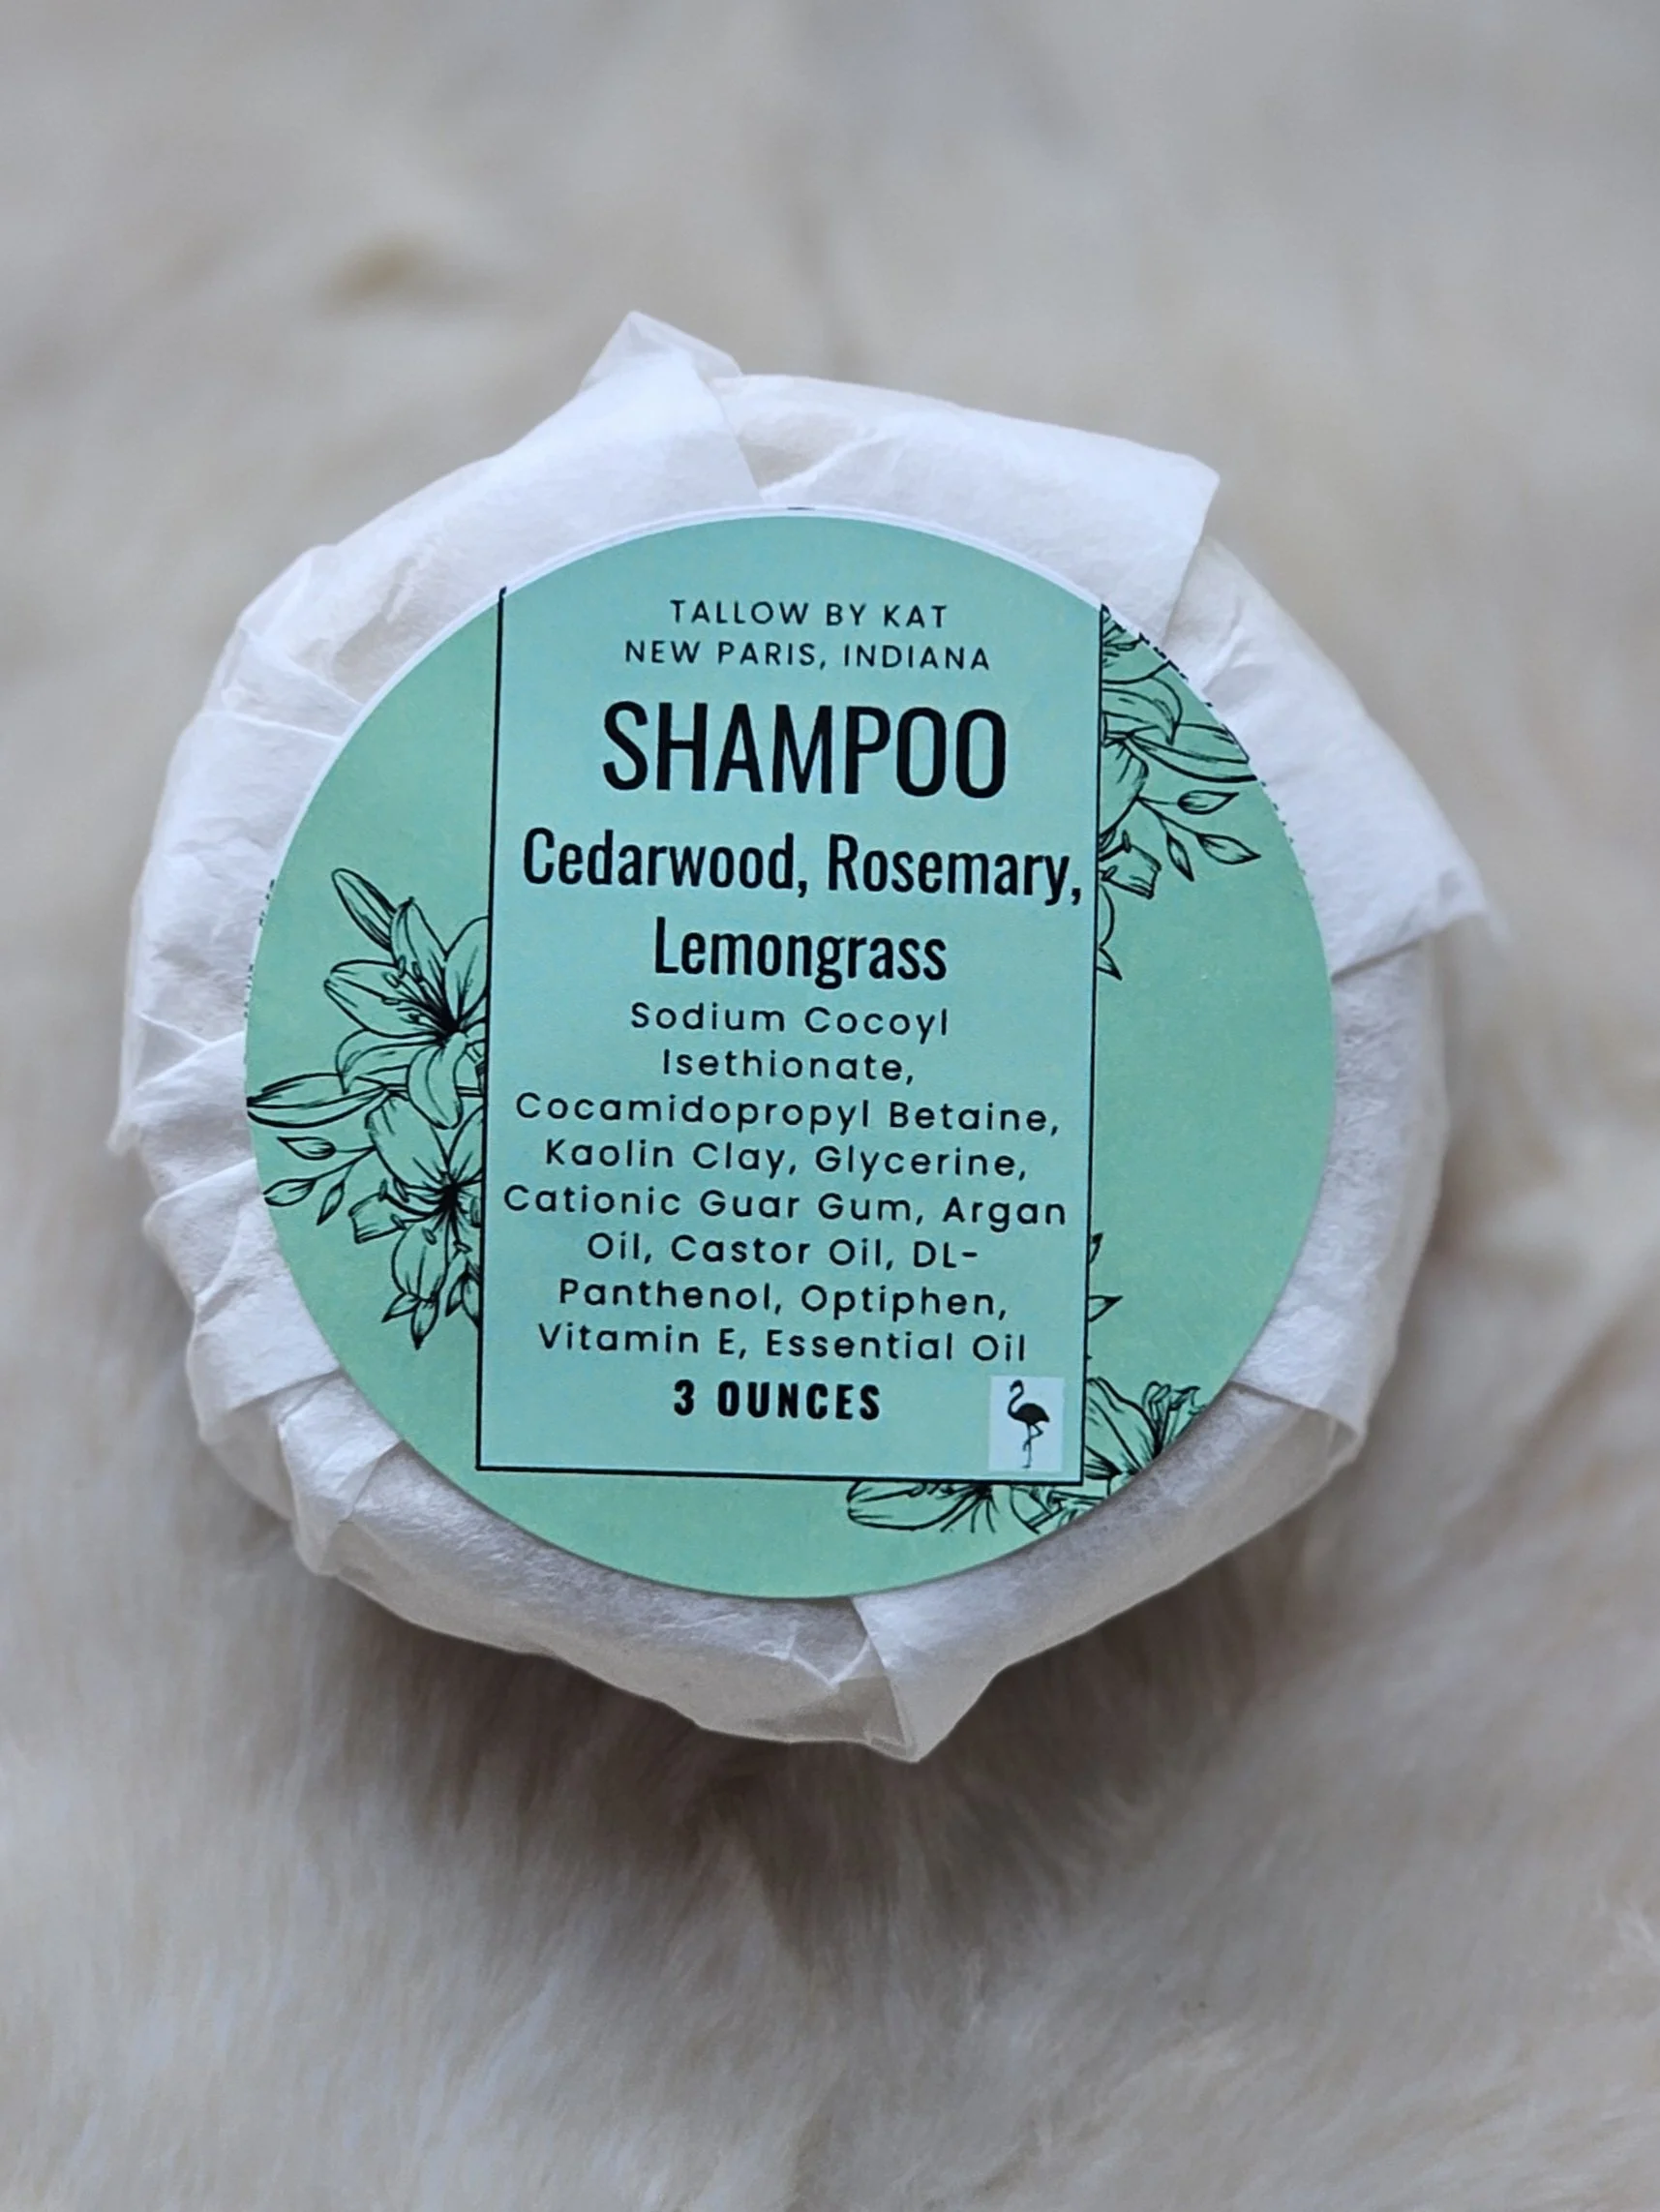 TALLOW BY KAT
NEW PARIS, INDIANA
SHAMPOO
Cedarwood, Rosemary,
Lemongrass
Sodium Cocoyl
Isethionate,
Cocamidopropyl Betaine,
Kaolin Clay, Glycerine,
Cationic Guar Gum, Argan
Oil, Castor Oil, DL-
Panthenol, Optiphen,
Vitamin E, Essential Oil
3 OUNCES